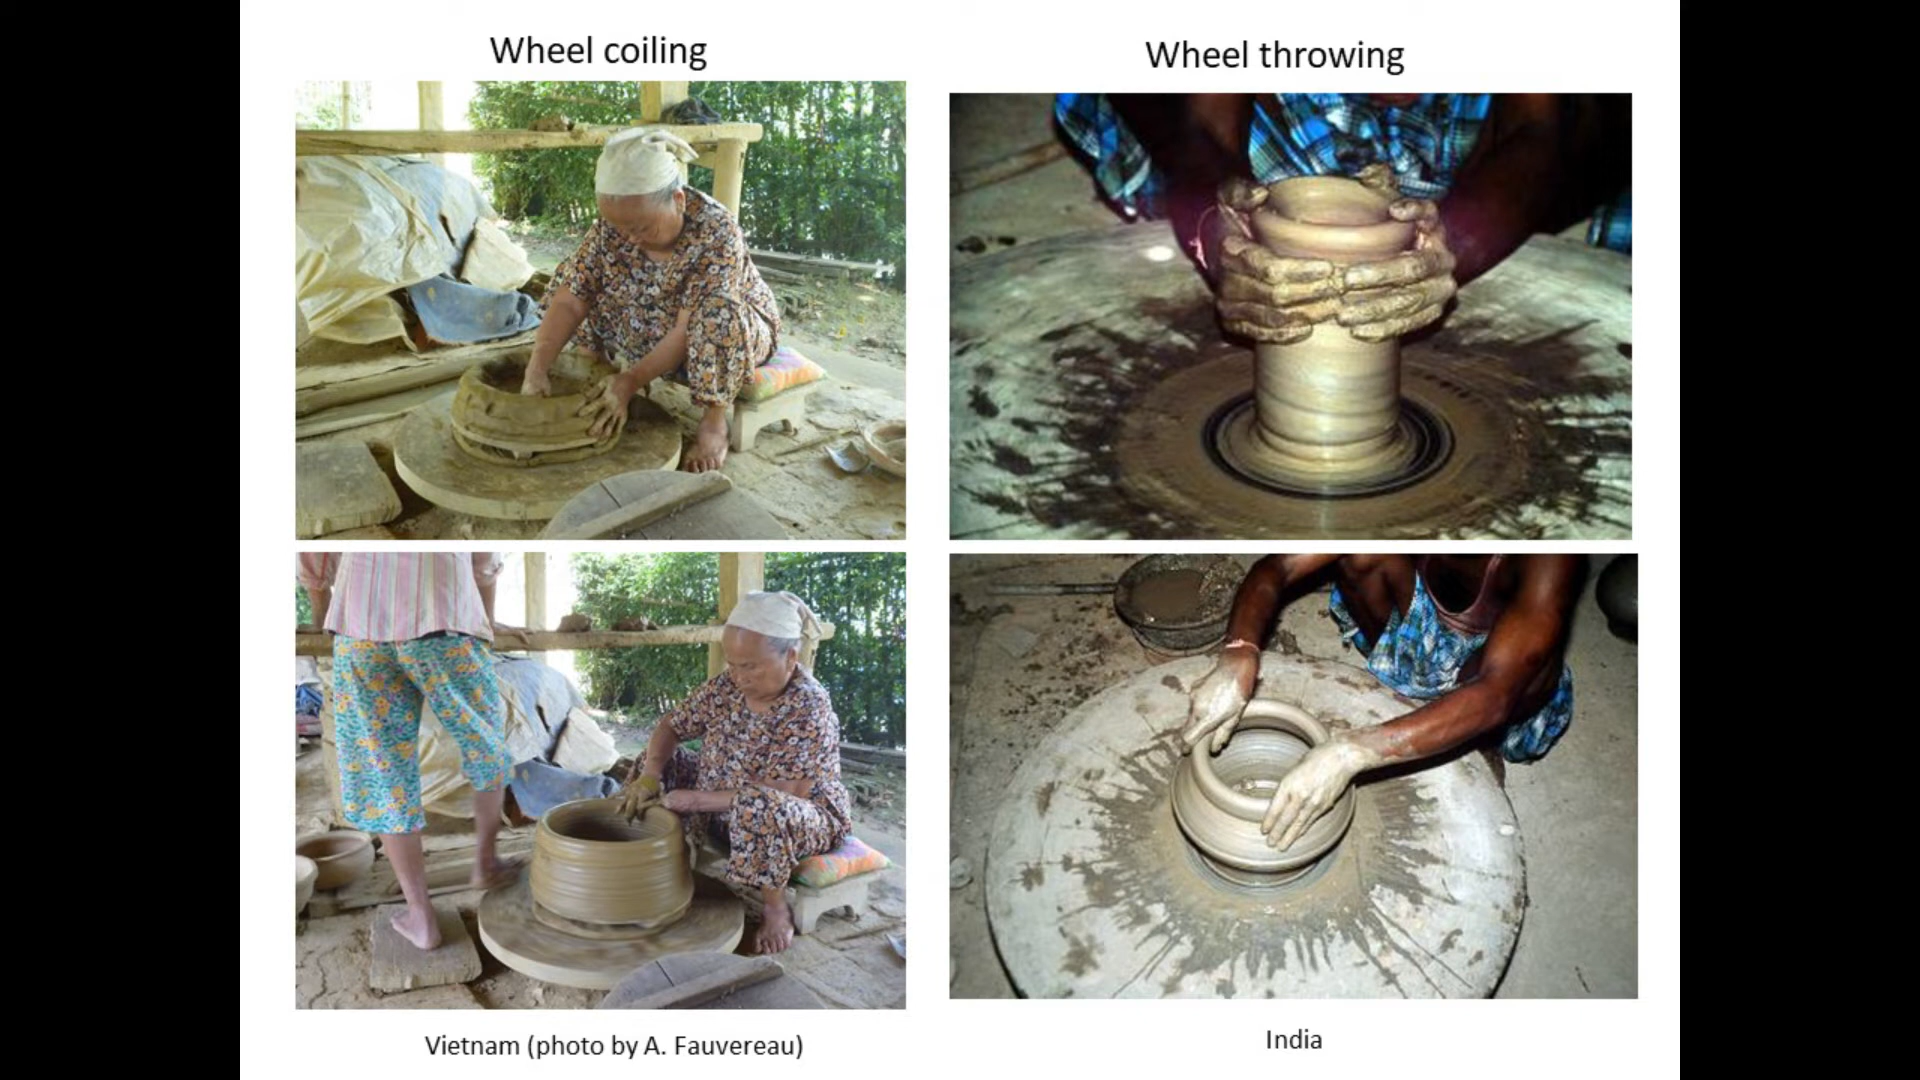 Wheel coiling
Wheel throwing
Vietnam (photo by A. Fauvereau)
India